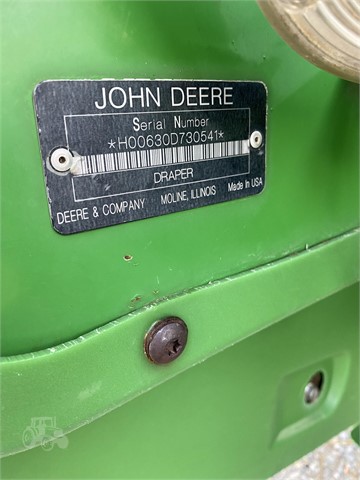 JOHN DEERE
Serial Number
*H00630D730541*
DRAPER
DEERE & COMPANY MOLINE, ILLINOIS Made in USA